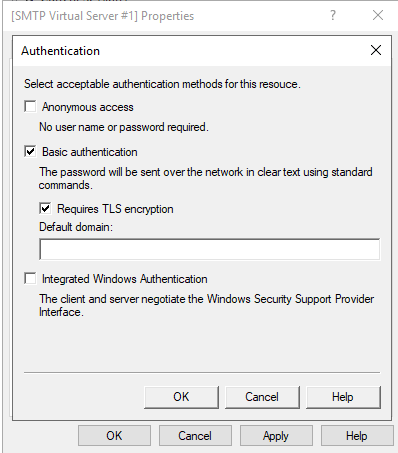 [SMTP Virtual Server #1] Properties
Authentication
Select acceptable authentication methods for this resouce.
Anonymous access
No user name or password required.
Basic authentication
The password will be sent over the network in clear text using standard
commands.
Requires TLS encryption
Default domain:
Integrated Windows Authentication
The client and server negotiate the Windows Security Support Provider
Interface.
OK Cancel Help
OK Cancel Apply Help